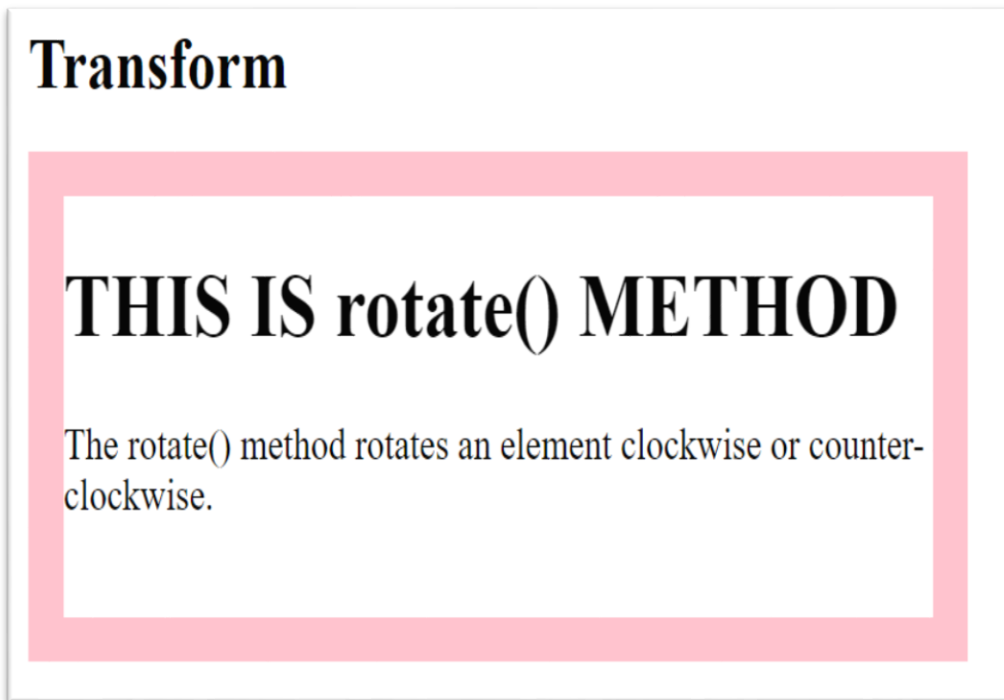 Transform
THIS IS rotate() METHOD
The rotate() method rotates an element clockwise or counter-
clockwise.